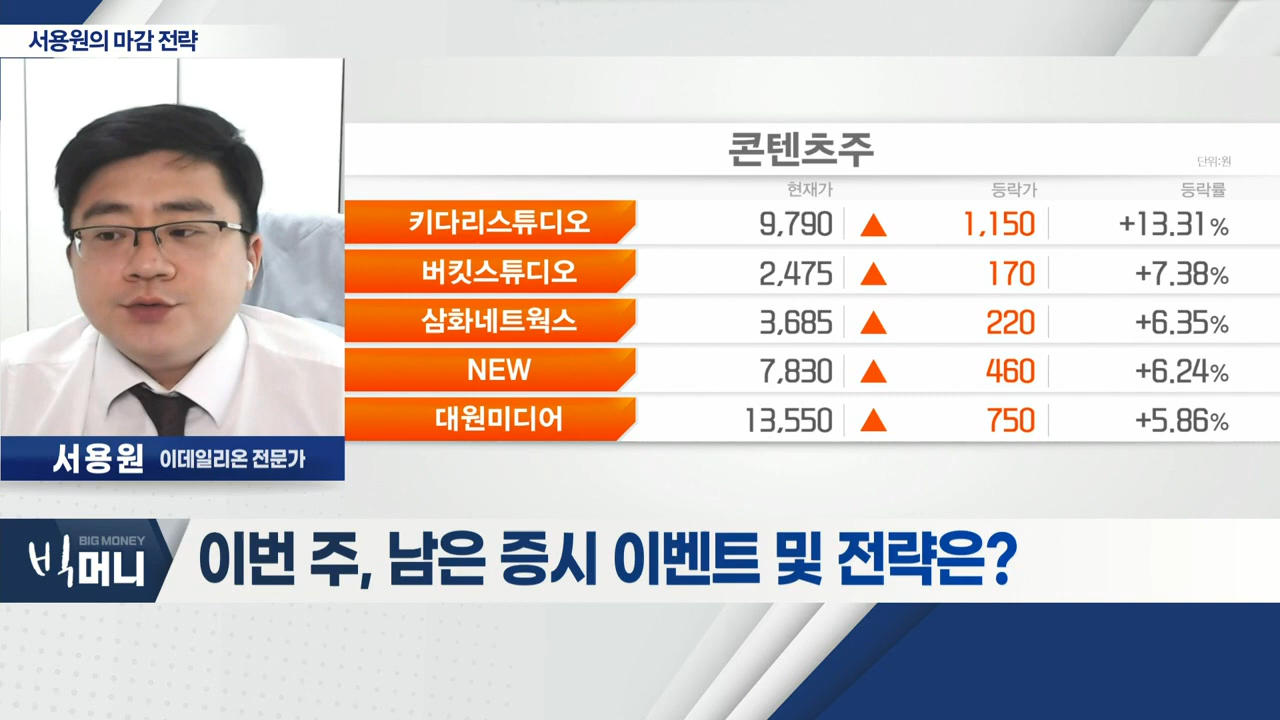 서용원의 마감 전략
콘텐츠주
단위:원
현재가 등락가 등락률
키다리스튜디오 9,790 ▲ 1,150 +13.31%
버킷스튜디오 2,475 ▲ 170 +7.38%
삼화네트웍스 3,685 ▲ 220 +6.35%
NEW 7,830 ▲ 460 +6.24%
대원미디어 13,550 ▲ 750 +5.86%
서용원 이데일리온 전문가
BIG MONEY
빅머니
이번 주, 남은 증시 이벤트 및 전략은?